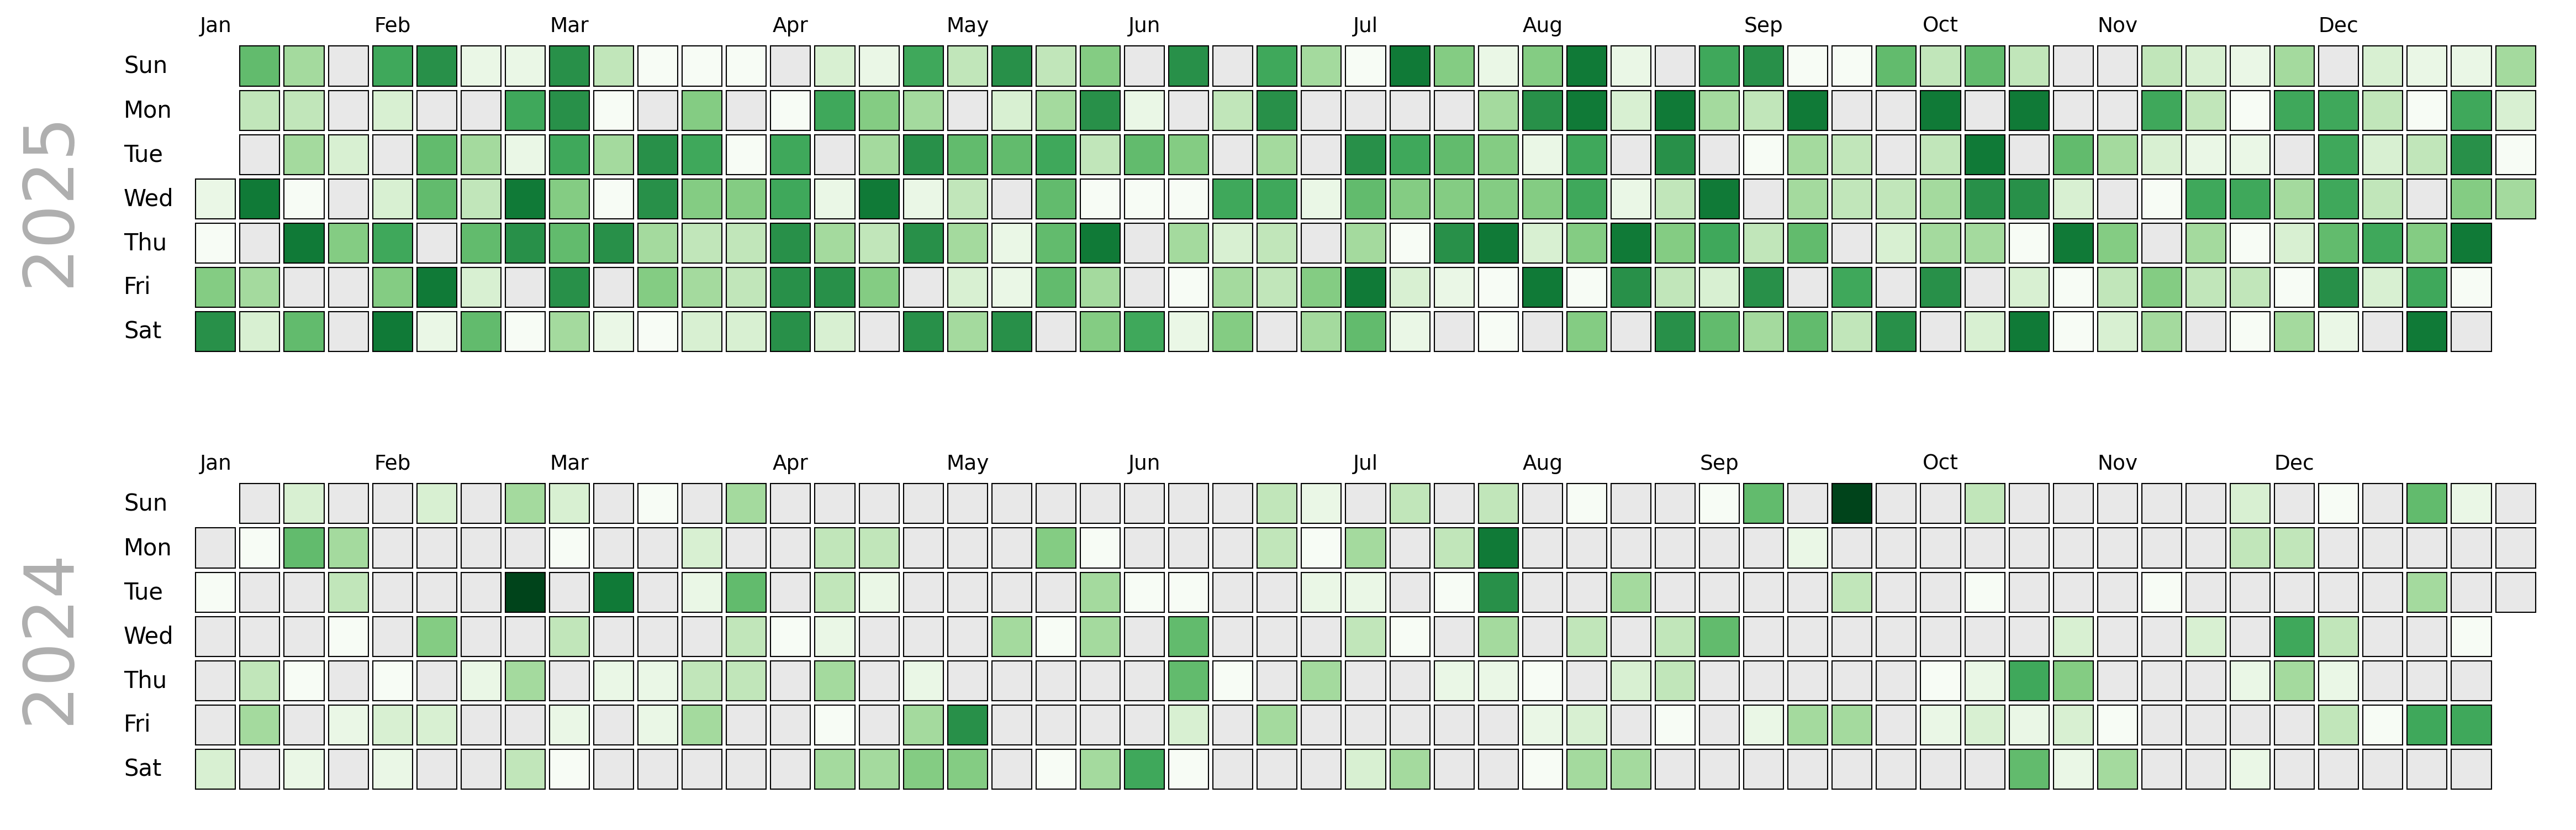 2025
Jan Feb Mar Apr May Jun Jul Aug Sep Oct Nov Dec
Sun
Mon
Tue
Wed
Thu
Fri
Sat
2024
Jan Feb Mar Apr May Jun Jul Aug Sep Oct Nov Dec
Sun
Mon
Tue
Wed
Thu
Fri
Sat